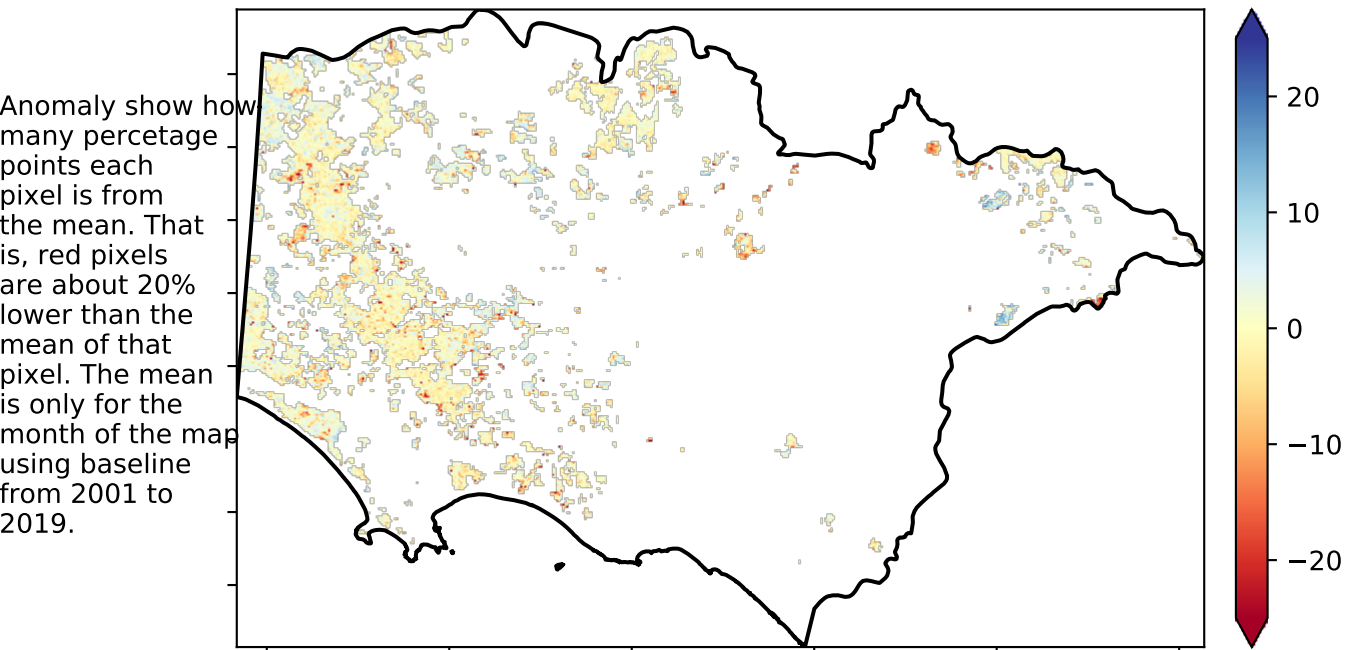 Anomaly show how
many percetage
points each
pixel is from
the mean. That
is, red pixels
are about 20%
lower than the
mean of that
pixel. The mean
is only for the
month of the map
using baseline
from 2001 to
2019.
20
10
0
−10
−20